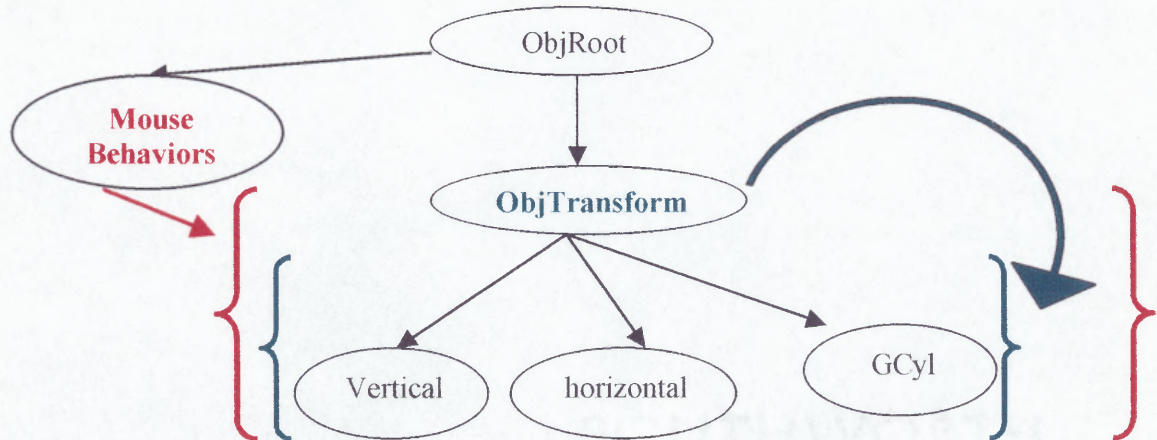 ObjRoot
Mouse
Behaviors
ObjTransform
Vertical
horizontal
GCyl